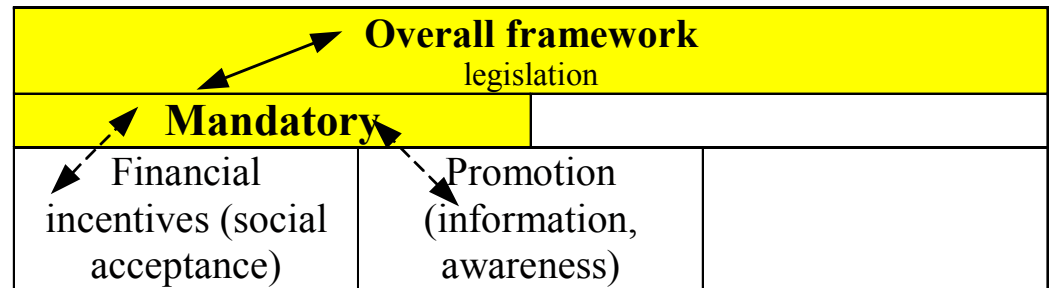 Overall framework
legislation
Mandatory
Financial
incentives (social
acceptance)
Promotion
(information,
awareness)